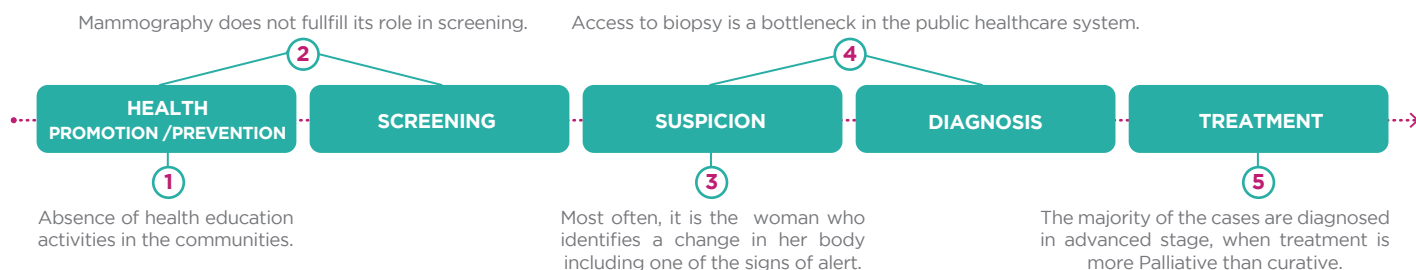 Mammography does not fullfill its role in screening.
Access to biopsy is a bottleneck in the public healthcare system.
2
4
HEALTH
PROMOTION /PREVENTION
SCREENING
SUSPICION
DIAGNOSIS
TREATMENT
1
3
5
Absence of health education
activities in the communities.
Most often, it is the woman who
identifies a change in her body
including one of the signs of alert.
The majority of the cases are diagnosed
in advanced stage, when treatment is
more Palliative than curative.